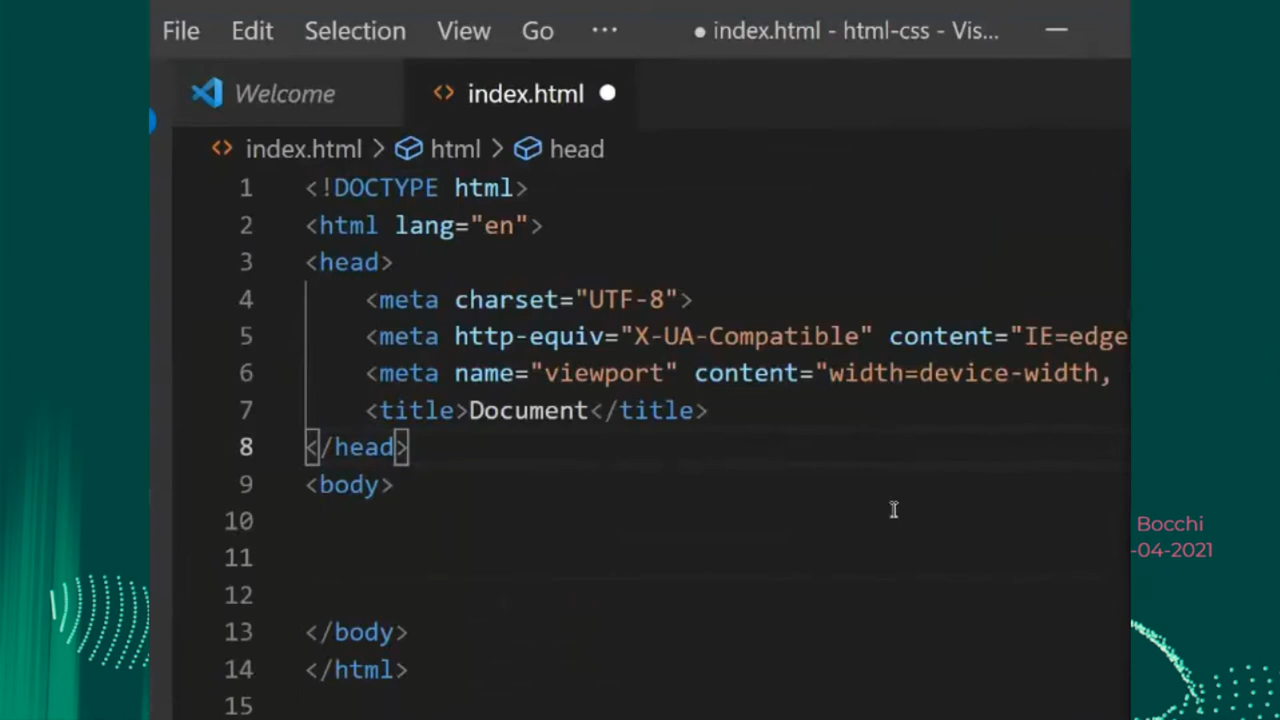 File Edit Selection View Go ··· ● index.html - html-css - Vis... —
Welcome <> index.html ●
<> index.html > html > head
1 <!DOCTYPE html>
2 <html lang="en">
3 <head>
4 <meta charset="UTF-8">
5 <meta http-equiv="X-UA-Compatible" content="IE=edge
6 <meta name="viewport" content="width=device-width,
7 <title>Document</title>
8 </head>
9 <body>
10
11
12
13 </body>
14 </html>
15
Bocchi
-04-2021